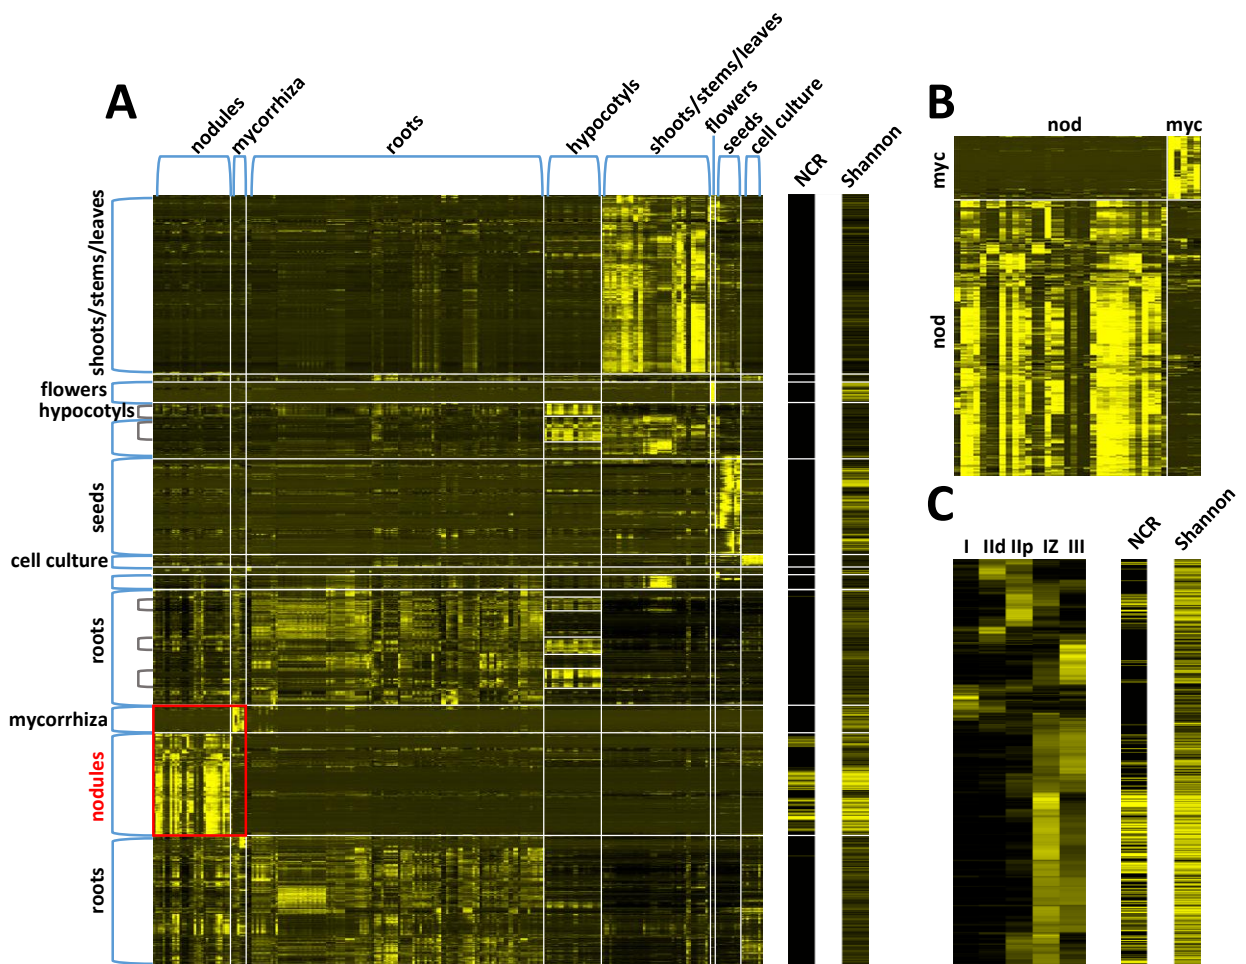 A
nodules
mycorrhiza
roots
hypocotyls
shoots/stems/leaves
flowers
seeds
cell culture
NCR
Shannon
shoots/stems/leaves
flowers
hypocotyls
seeds
cell culture
roots
mycorrhiza
nodules
roots
B
nod
myc
myc
nod
C
I IId IIp IZ III
NCR
Shannon